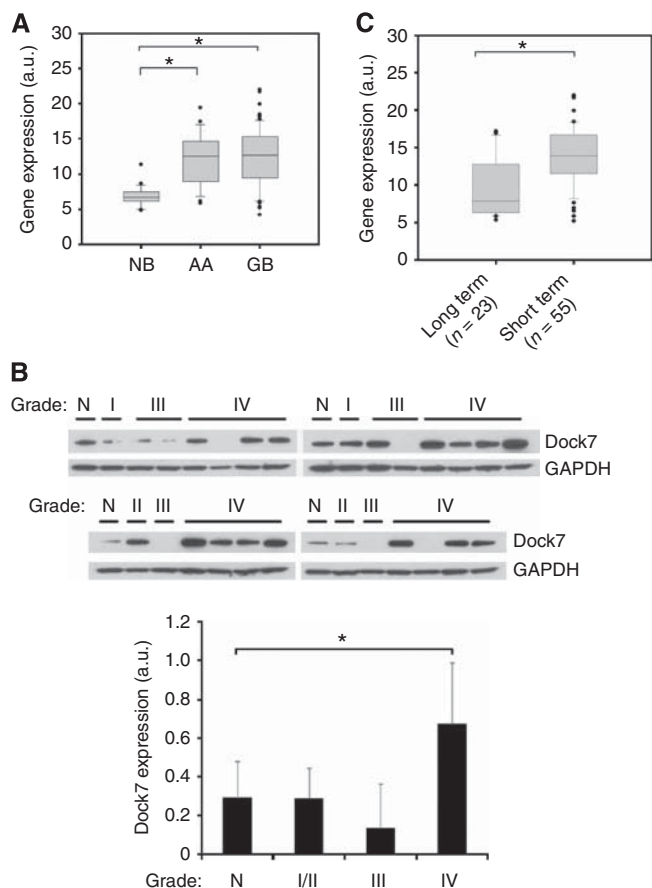 A
Gene expression (a.u.)
30
25
20
15
10
5
0
*
*
NB AA GB
C
Gene expression (a.u.)
30
25
20
15
10
5
0
*
Long term
(n = 23)
Short term
(n = 55)
B
Grade: N I III IV N I III IV
Dock7
GAPDH
Grade: N II III IV N II III IV
Dock7
GAPDH
Dock7 expression (a.u.)
1.2
1.0
0.8
0.6
0.4
0.2
0
*
Grade: N I/II III IV